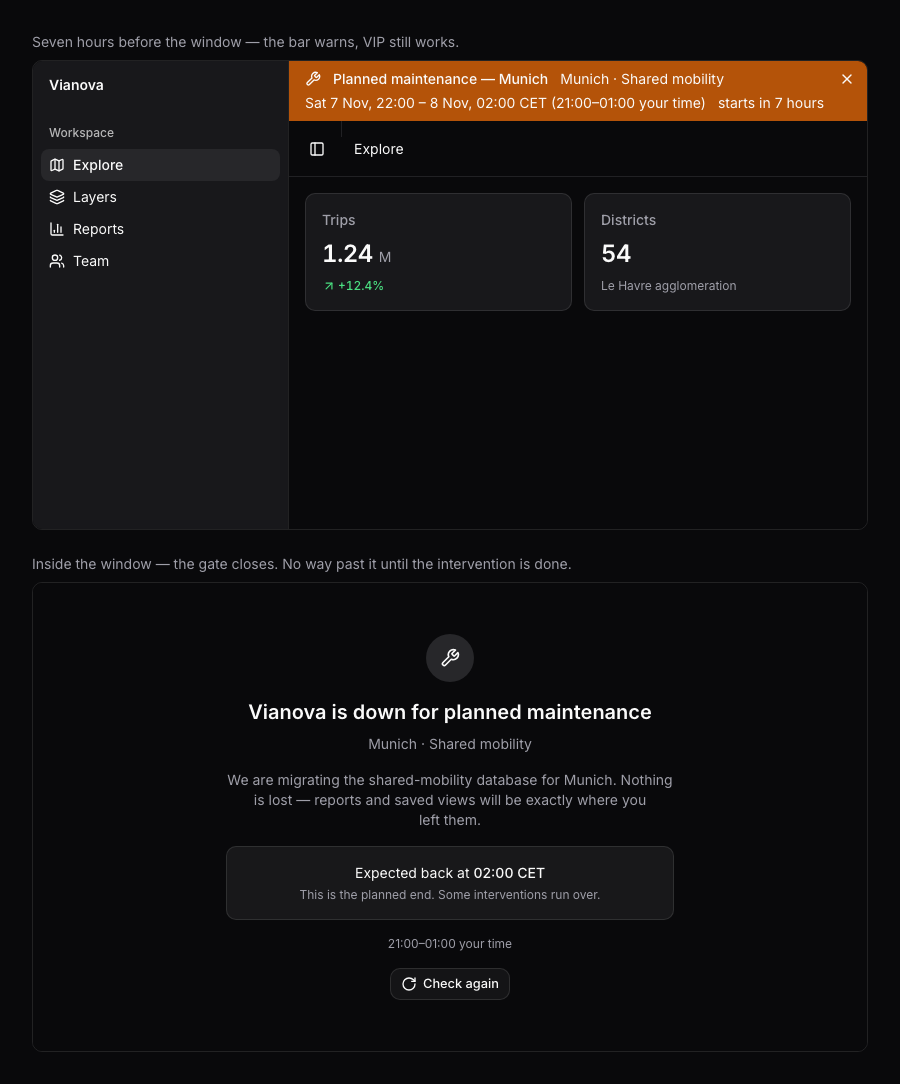 Seven hours before the window — the bar warns, VIP still works.
Vianova
Workspace
Explore
Layers
Reports
Team
Planned maintenance — Munich Munich · Shared mobility
Sat 7 Nov, 22:00 – 8 Nov, 02:00 CET (21:00–01:00 your time) starts in 7 hours
Explore
Trips
1.24 M
+12.4%
Districts
54
Le Havre agglomeration
Inside the window — the gate closes. No way past it until the intervention is done.
Vianova is down for planned maintenance
Munich · Shared mobility
We are migrating the shared-mobility database for Munich. Nothing
is lost — reports and saved views will be exactly where you
left them.
Expected back at 02:00 CET
This is the planned end. Some interventions run over.
21:00–01:00 your time
Check again